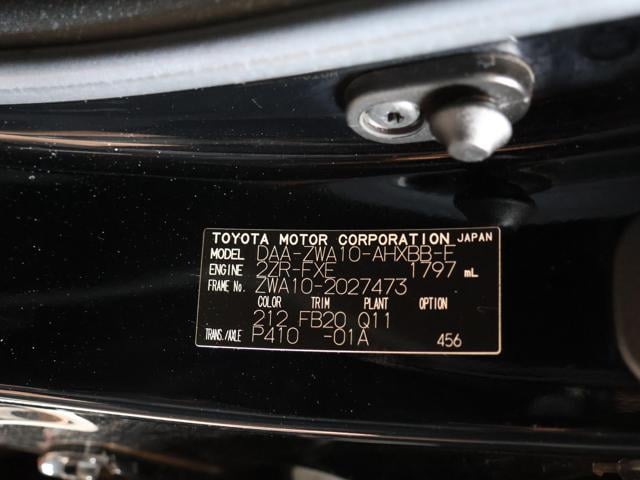 TOYOTA MOTOR CORPORATION JAPAN
MODEL DAA-ZWA10-AHXBB-F
ENGINE 2ZR-FXE 1797 mL
FRAME No. ZWA10-2027473
COLOR TRIM PLANT OPTION
212 FB20 Q11
TRANS./AXLE P410 -01A 456